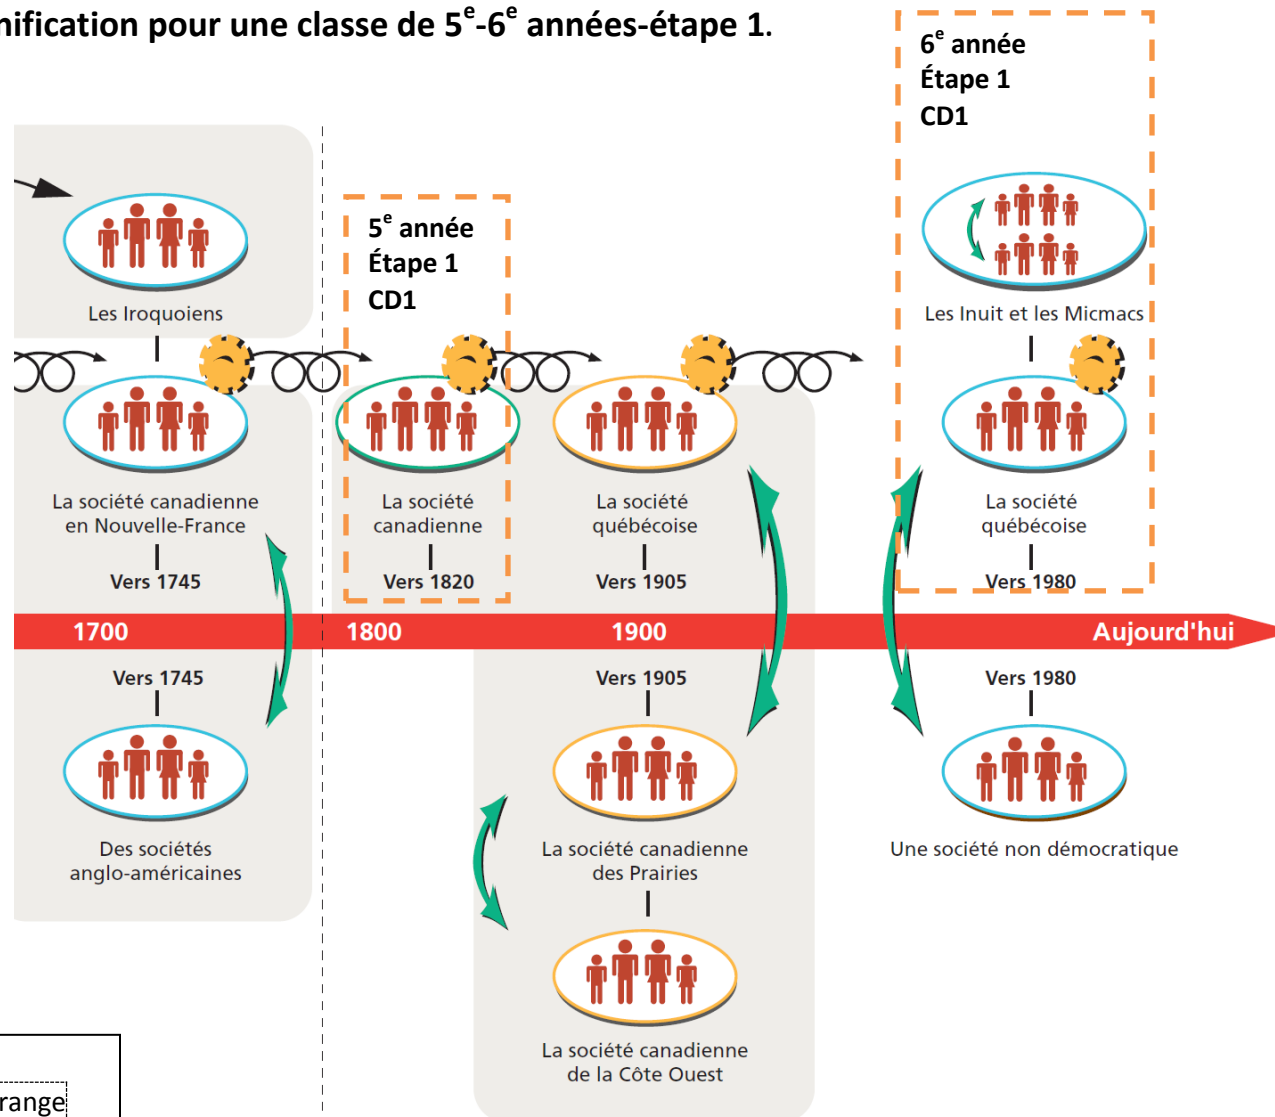 nification pour une classe de 5e-6e années-étape 1.
6e année
Étape 1
CD1
5e année
Étape 1
CD1
Les Iroquoiens
Les Inuit et les Micmacs
La société canadienne
en Nouvelle-France
La société
canadienne
La société
québécoise
La société
québécoise
Vers 1745
Vers 1820
Vers 1905
Vers 1980
1700
1800
1900
Aujourd'hui
Vers 1745
Vers 1905
Vers 1980
Des sociétés
anglo-américaines
La société canadienne
des Prairies
Une société non démocratique
La société canadienne
de la Côte Ouest
range